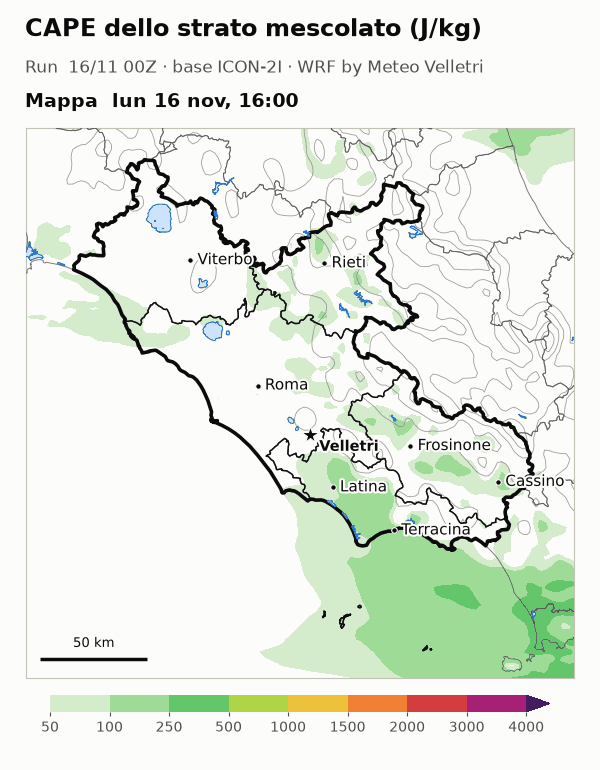 CAPE dello strato mescolato (J/kg)
Run  16/11 00Z · base ICON-2I · WRF by Meteo Velletri
Mappa  lun 16 nov, 16:00
Viterbo
Rieti
Roma
Velletri
Frosinone
Cassino
Latina
Terracina
50 km
50 100 250 500 1000 1500 2000 3000 4000